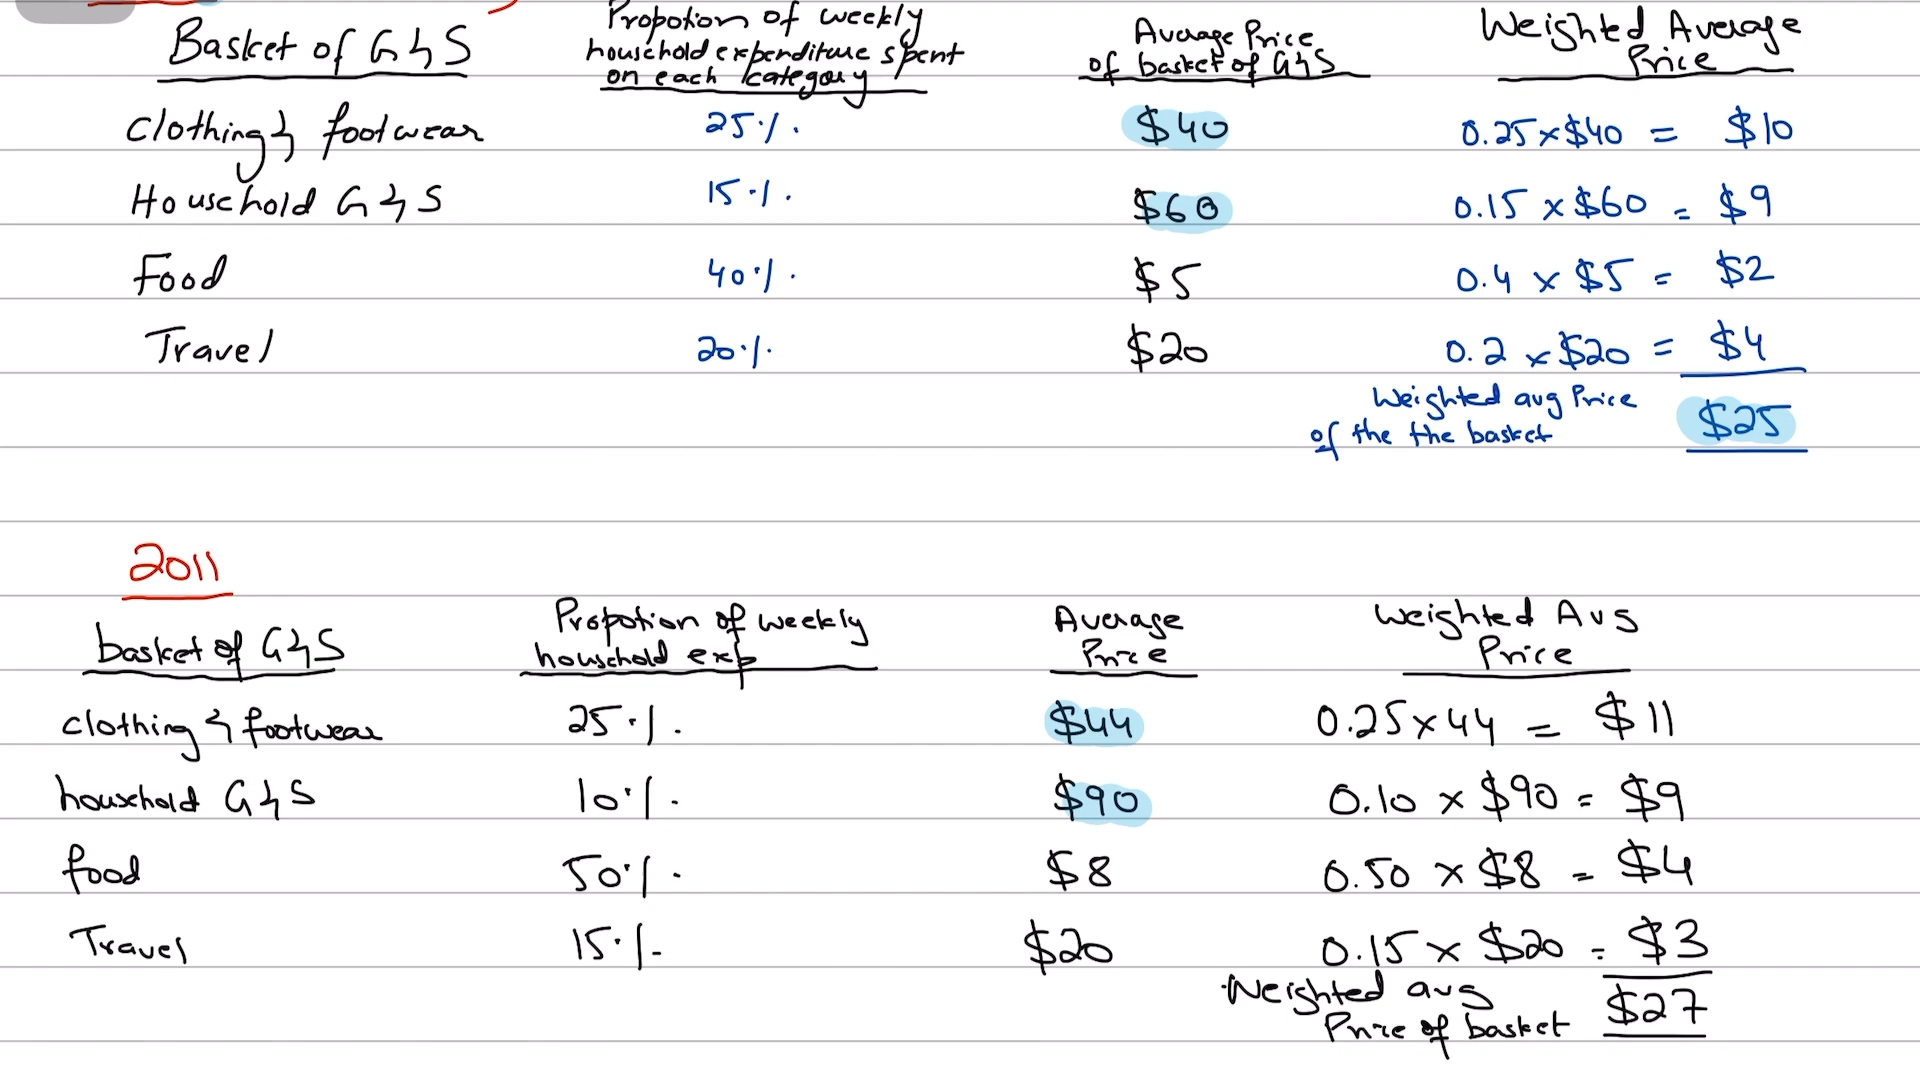 Basket of G & S
Propotion of weekly
household expenditure spent
on each category
Average Price
of basket of G&S
Weighted Average
Price
Clothing & footwear 25% $40 0.25 x $40 = $10
Household G & S 15% $60 0.15 x $60 = $9
Food 40% $5 0.4 x $5 = $2
Travel 20% $20 0.2 x $20 = $4
Weighted avg Price
of the the basket $25
2011
basket of G&S
Propotion of weekly
household exp
Average
Price
Weighted Avg
Price
clothing & footwear 25% $44 0.25 x 44 = $11
household G&S 10% $90 0.10 x $90 = $9
food 50% $8 0.50 x $8 = $4
Travel 15% $20 0.15 x $20 = $3
Weighted avg
Price of basket $27